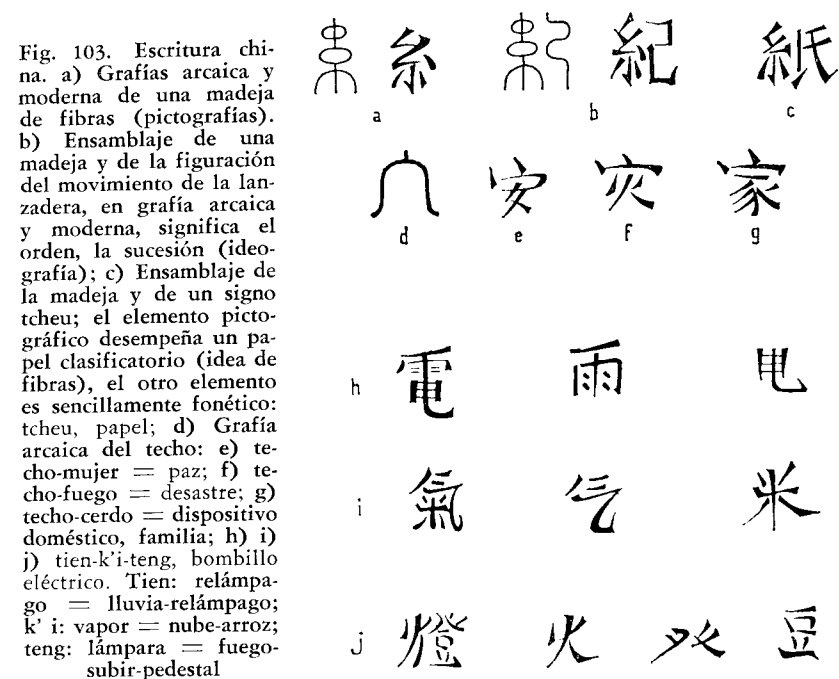 Fig. 103. Escritura chi-
na. a) Grafías arcaica y
moderna de una madeja
de fibras (pictografías).
b) Ensamblaje de una
madeja y de la figuración
del movimiento de la lan-
zadera, en grafía arcaica
y moderna, significa el
orden, la sucesión (ideo-
grafía); c) Ensamblaje de
la madeja y de un signo
tcheu; el elemento picto-
gráfico desempeña un pa-
pel clasificatorio (idea de
fibras), el otro elemento
es sencillamente fonético:
tcheu, papel; d) Grafía
arcaica del techo: e) te-
cho-mujer = paz; f) te-
cho-fuego = desastre; g)
techo-cerdo = dispositivo
doméstico, familia; h) i)
j) tien-k'i-teng, bombillo
eléctrico. Tien: relámpa-
go = lluvia-relámpago;
k' i: vapor = nube-arroz;
teng: lámpara = fuego-
subir-pedestal
糸 紀 紙
a b c
安 灾 家
d e f g
h 電 雨 电
i 氣 气 米
j 燈 火 癶 豆